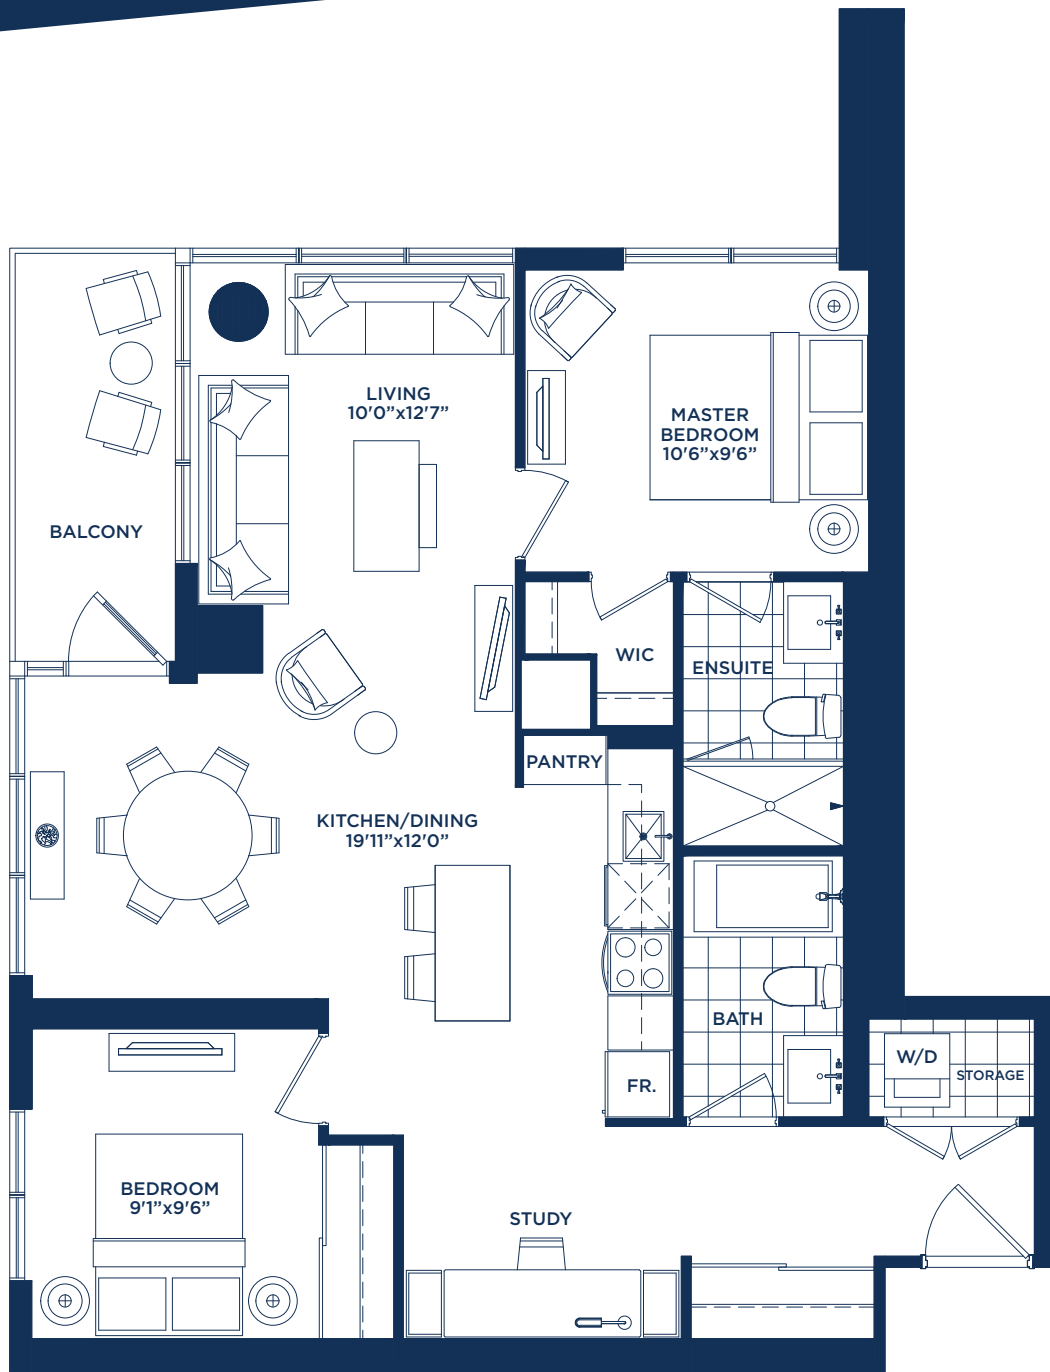 LIVING
10'0”x12'7”
MASTER
BEDROOM
10'6”x9'6”
BALCONY
WIC
ENSUITE
PANTRY
KITCHEN/DINING
19'11”x12'0”
BATH
W/D
STORAGE
FR.
BEDROOM
9'1”x9'6”
STUDY